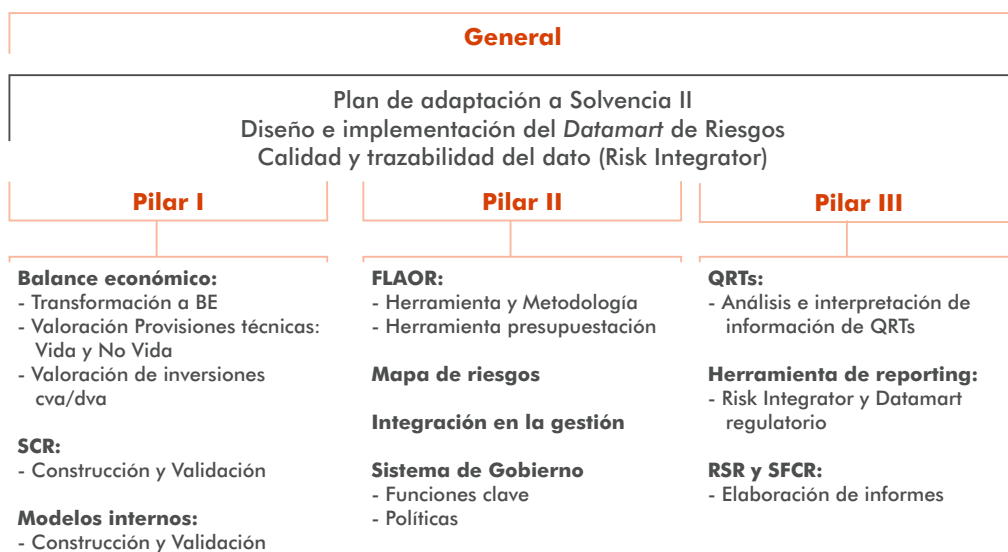 General
Plan de adaptación a Solvencia II
Diseño e implementación del Datamart de Riesgos
Calidad y trazabilidad del dato (Risk Integrator)
Pilar I
Balance económico:
- Transformación a BE
- Valoración Provisiones técnicas:
Vida y No Vida
- Valoración de inversiones
cva/dva
SCR:
- Construcción y Validación
Modelos internos:
- Construcción y Validación
Pilar II
FLAOR:
- Herramienta y Metodología
- Herramienta presupuestación
Mapa de riesgos
Integración en la gestión
Sistema de Gobierno
- Funciones clave
- Políticas
Pilar III
QRTs:
- Análisis e interpretación de
información de QRTs
Herramienta de reporting:
- Risk Integrator y Datamart
regulatorio
RSR y SFCR:
- Elaboración de informes